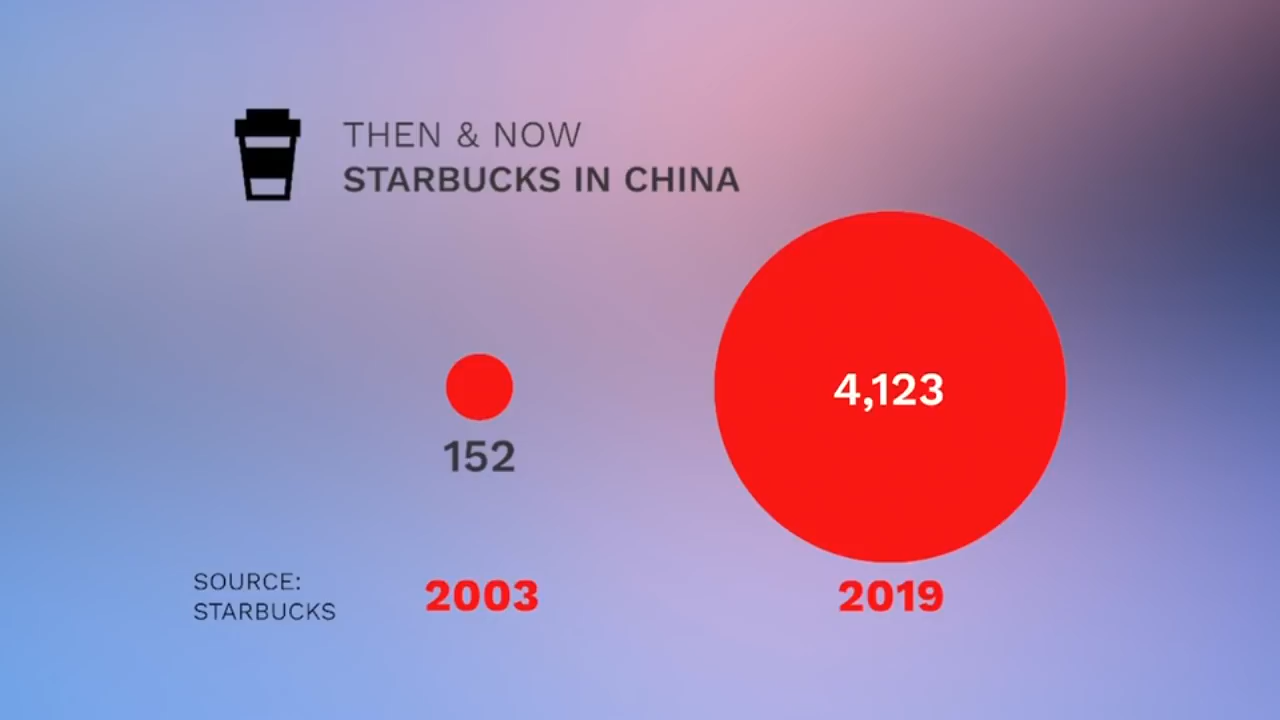 THEN & NOW
STARBUCKS IN CHINA
4,123
152
SOURCE:
STARBUCKS
2003
2019